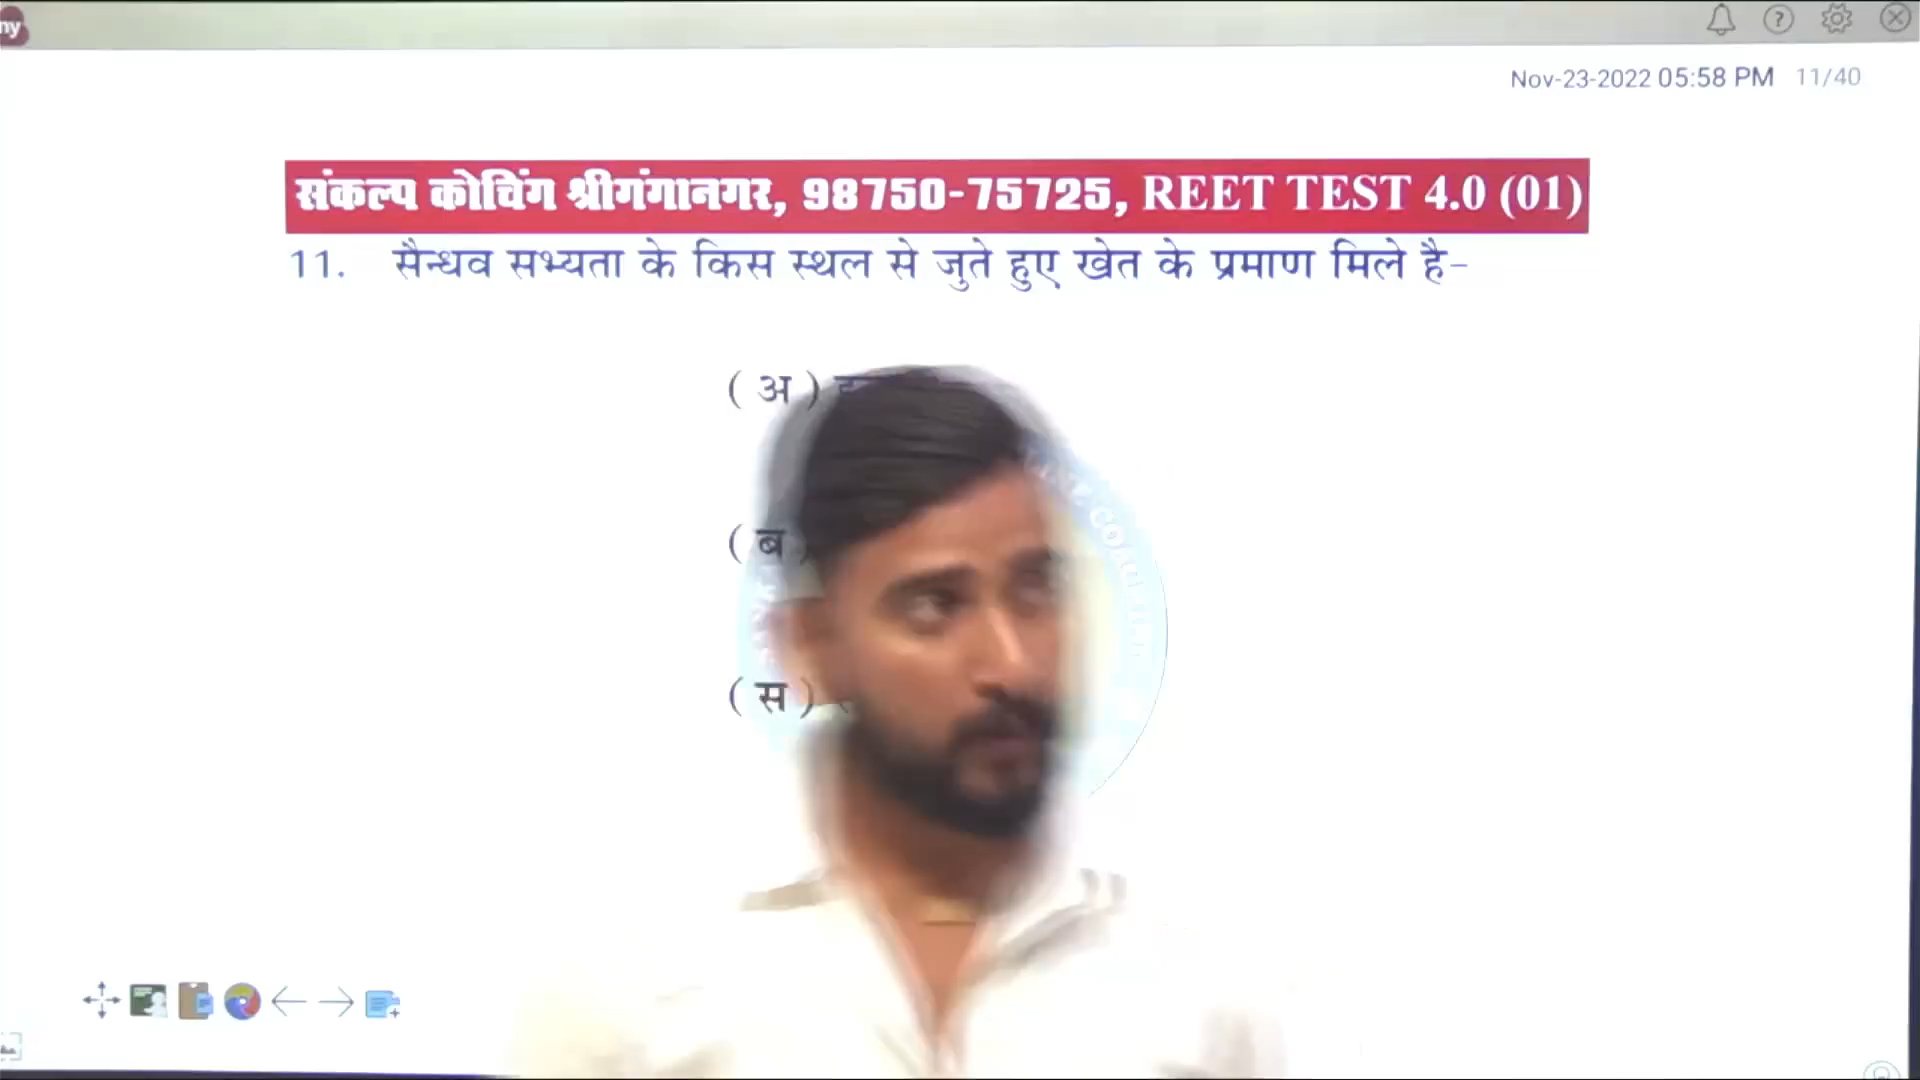 ny
Nov-23-2022 05:58 PM 11/40
संकल्प कोचिंग श्रीगंगानगर, 98750-75725, REET TEST 4.0 (01)
11. सैन्धव सभ्यता के किस स्थल से जुते हुए खेत के प्रमाण मिले है-
( अ )
( ब )
( स )